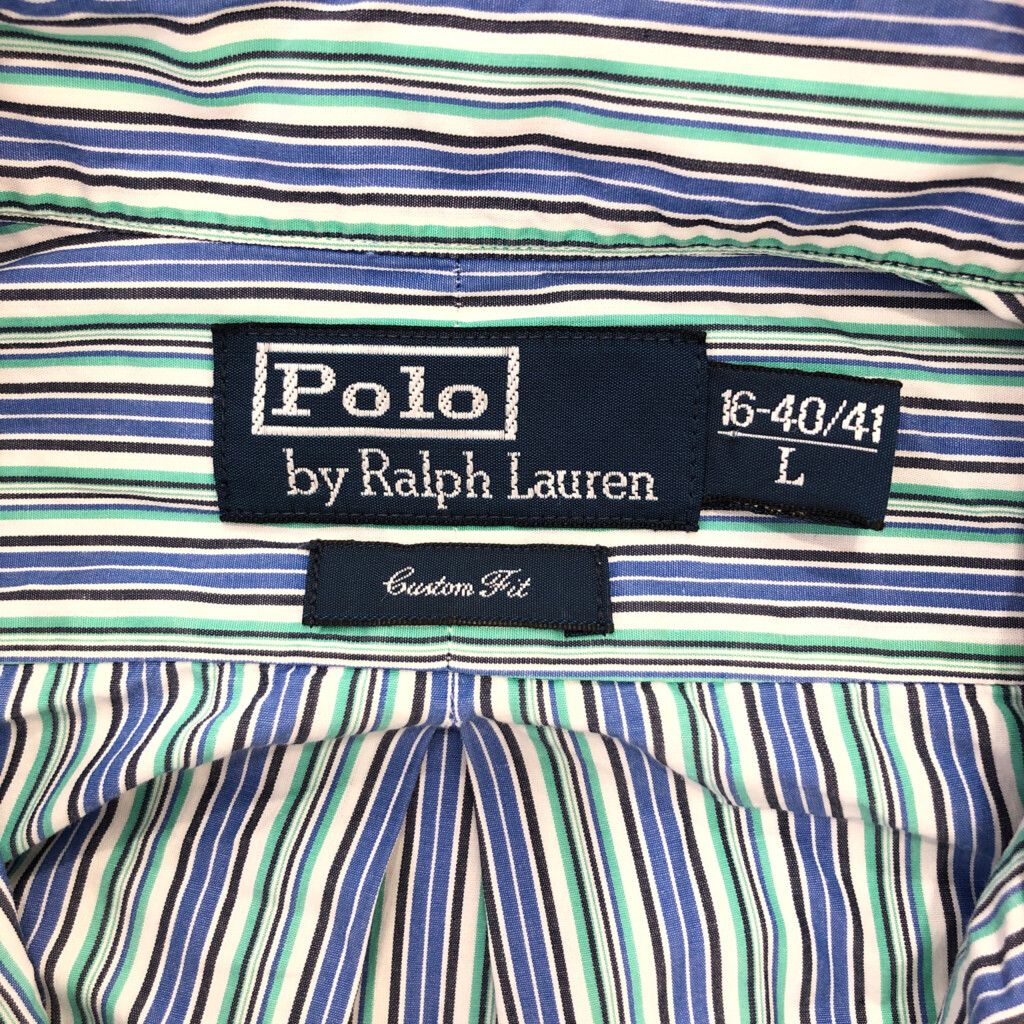 Polo
by Ralph Lauren
16-40/41
L
Custom Fit